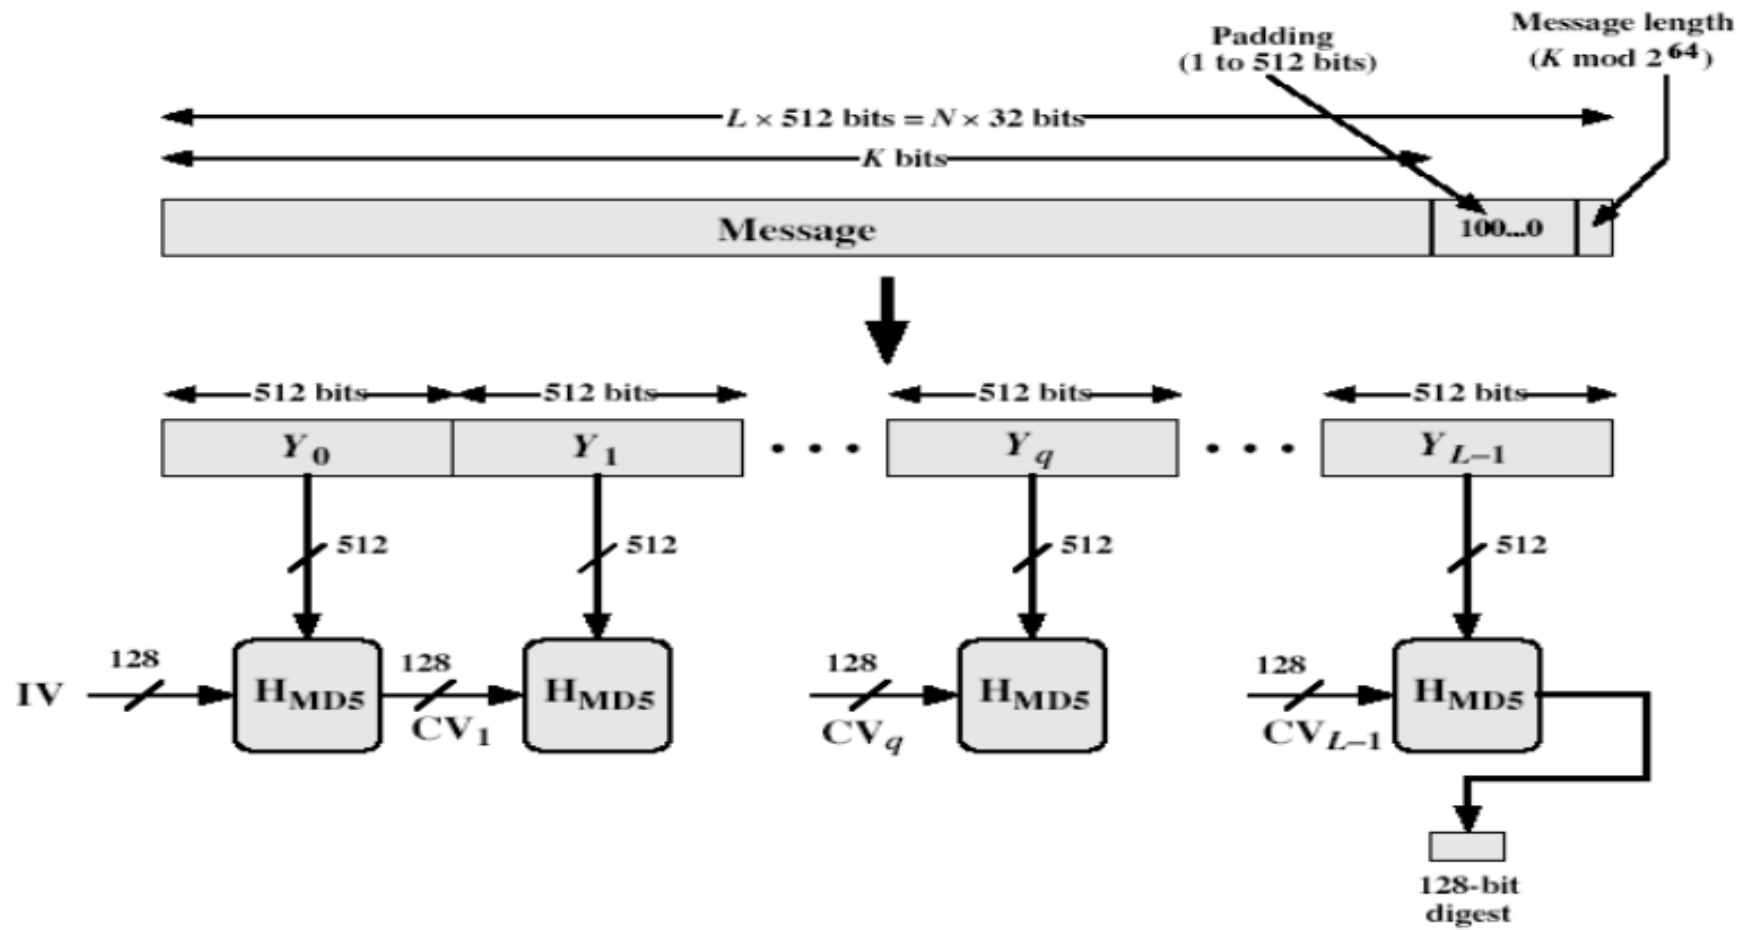 Padding
(1 to 512 bits)
Message length
(K mod 2^64)
L × 512 bits = N × 32 bits
K bits
Message
100...0
512 bits
512 bits
512 bits
512 bits
Y0
Y1
• • •
Yq
• • •
YL–1
512
512
512
512
IV
128
HMD5
128
CV1
HMD5
128
CVq
HMD5
128
CVL–1
HMD5
128-bit
digest